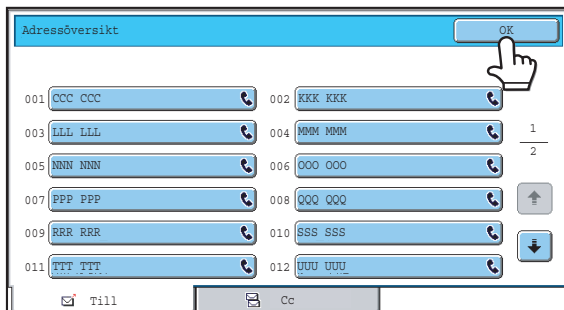 Adressöversikt OK
001 CCC CCC 002 KKK KKK
003 LLL LLL 004 MMM MMM
1
005 NNN NNN 006 OOO OOO
2
007 PPP PPP 008 QQQ QQQ
009 RRR RRR 010 SSS SSS
011 TTT TTT 012 UUU UUU
Till Cc